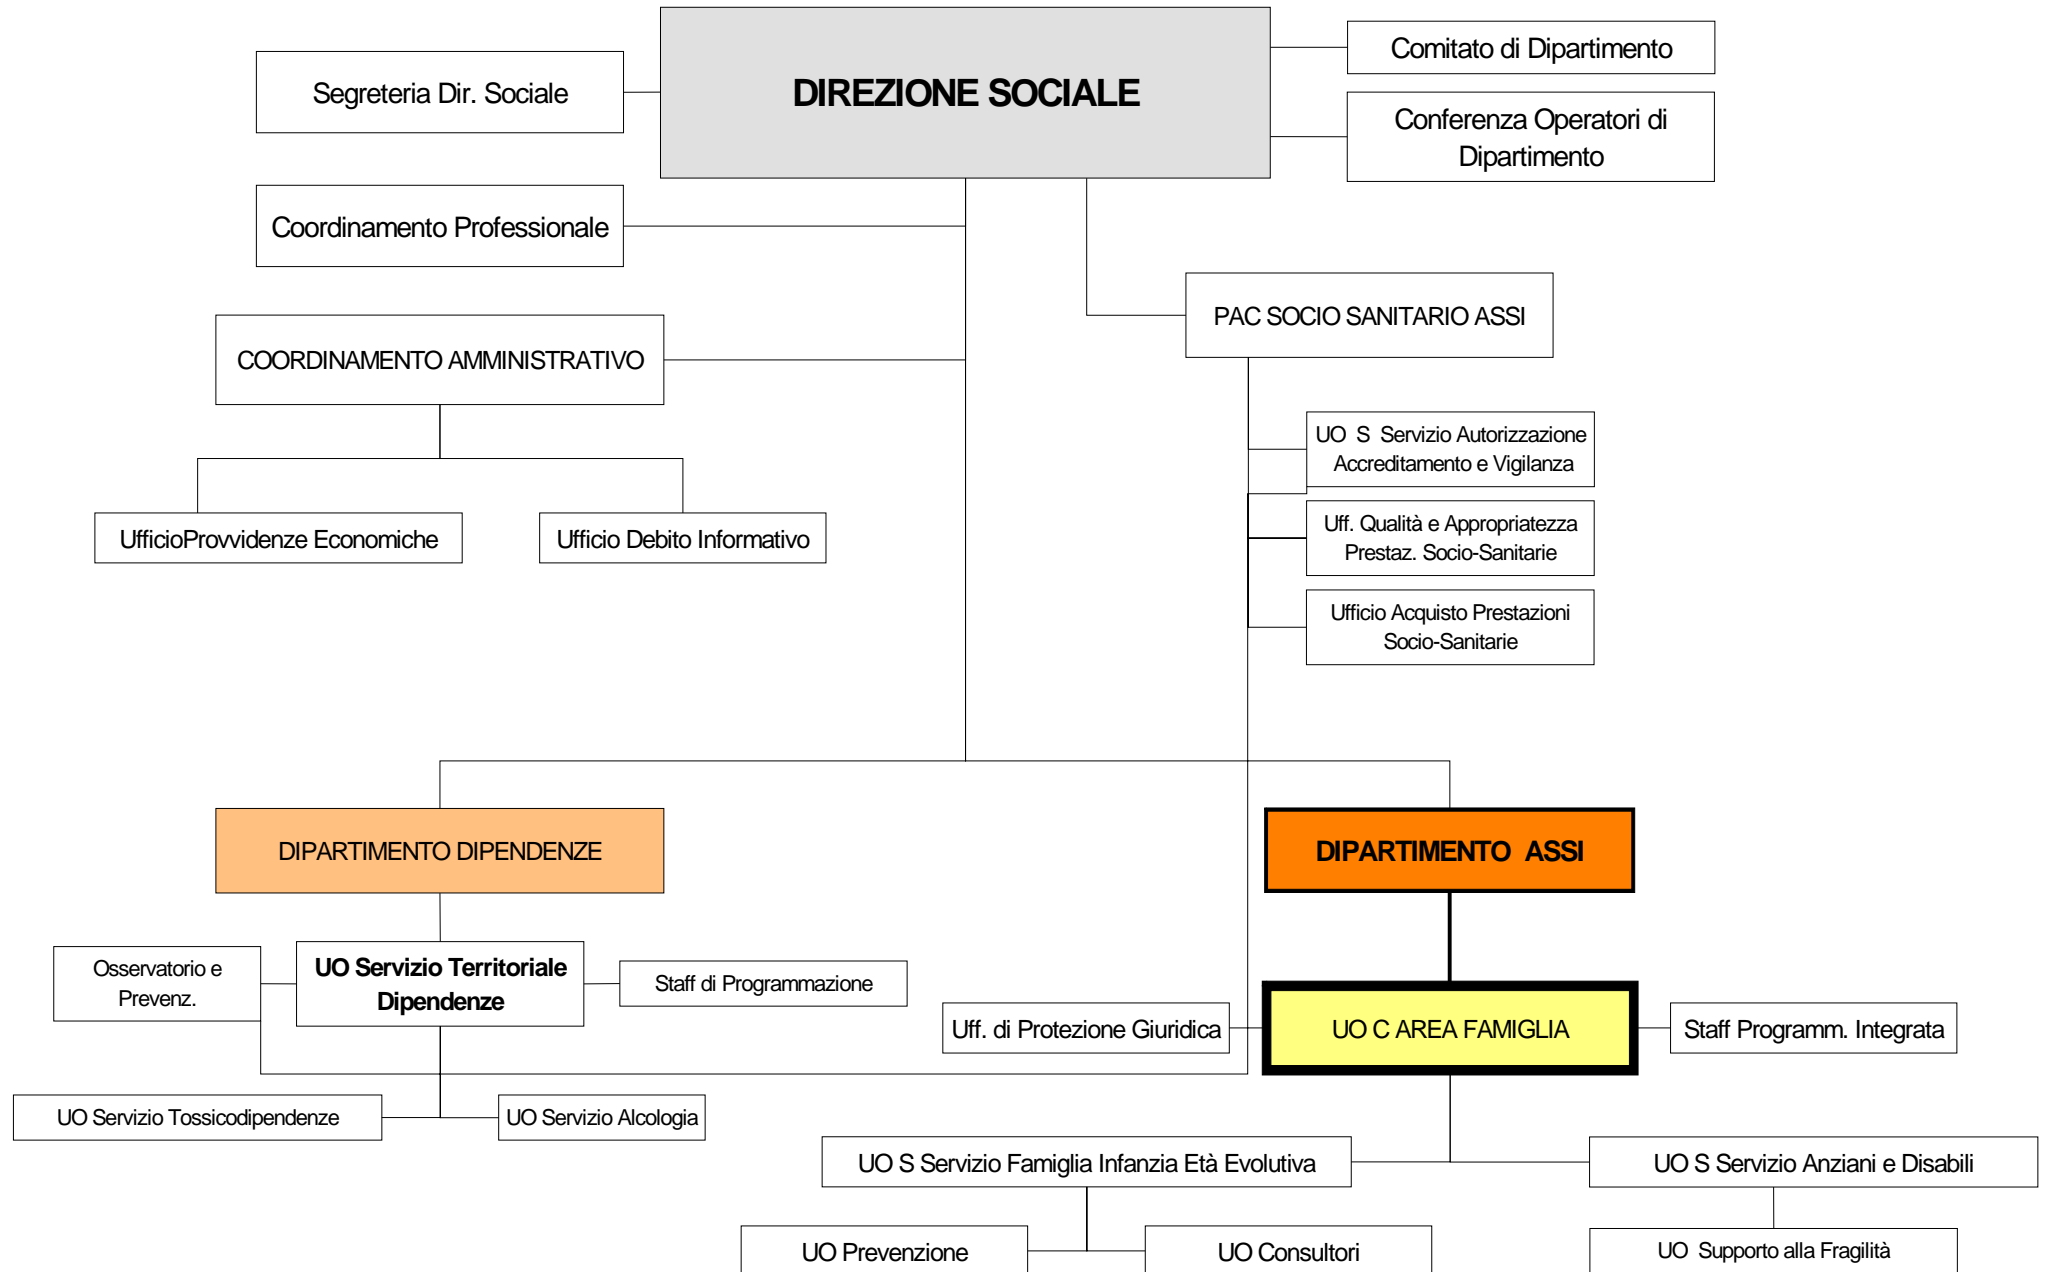 Segreteria Dir. Sociale
DIREZIONE SOCIALE
Comitato di Dipartimento
Conferenza Operatori di
Dipartimento
Coordinamento Professionale
PAC SOCIO SANITARIO ASSI
COORDINAMENTO AMMINISTRATIVO
UO S Servizio Autorizzazione
Accreditamento e Vigilanza
UfficioProvvidenze Economiche
Ufficio Debito Informativo
Uff. Qualità e Appropriatezza
Prestaz. Socio-Sanitarie
Ufficio Acquisto Prestazioni
Socio-Sanitarie
DIPARTIMENTO DIPENDENZE
DIPARTIMENTO ASSI
Osservatorio e
Prevenz.
UO Servizio Territoriale
Dipendenze
Staff di Programmazione
Uff. di Protezione Giuridica
UO C AREA FAMIGLIA
Staff Programm. Integrata
UO Servizio Tossicodipendenze
UO Servizio Alcologia
UO S Servizio Famiglia Infanzia Età Evolutiva
UO S Servizio Anziani e Disabili
UO Prevenzione
UO Consultori
UO Supporto alla Fragilità